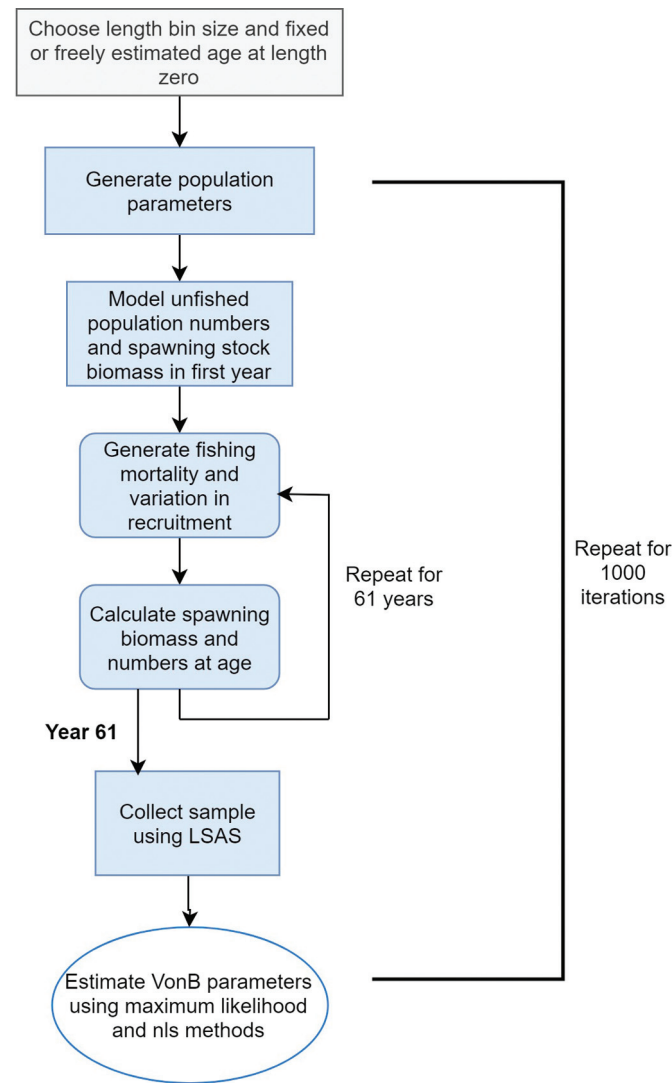 Choose length bin size and fixed
or freely estimated age at length
zero
Generate population
parameters
Model unfished
population numbers
and spawning stock
biomass in first year
Generate fishing
mortality and
variation in
recruitment
Calculate spawning
biomass and
numbers at age
Repeat for
61 years
Repeat for
1000
iterations
Year 61
Collect sample
using LSAS
Estimate VonB parameters
using maximum likelihood
and nls methods